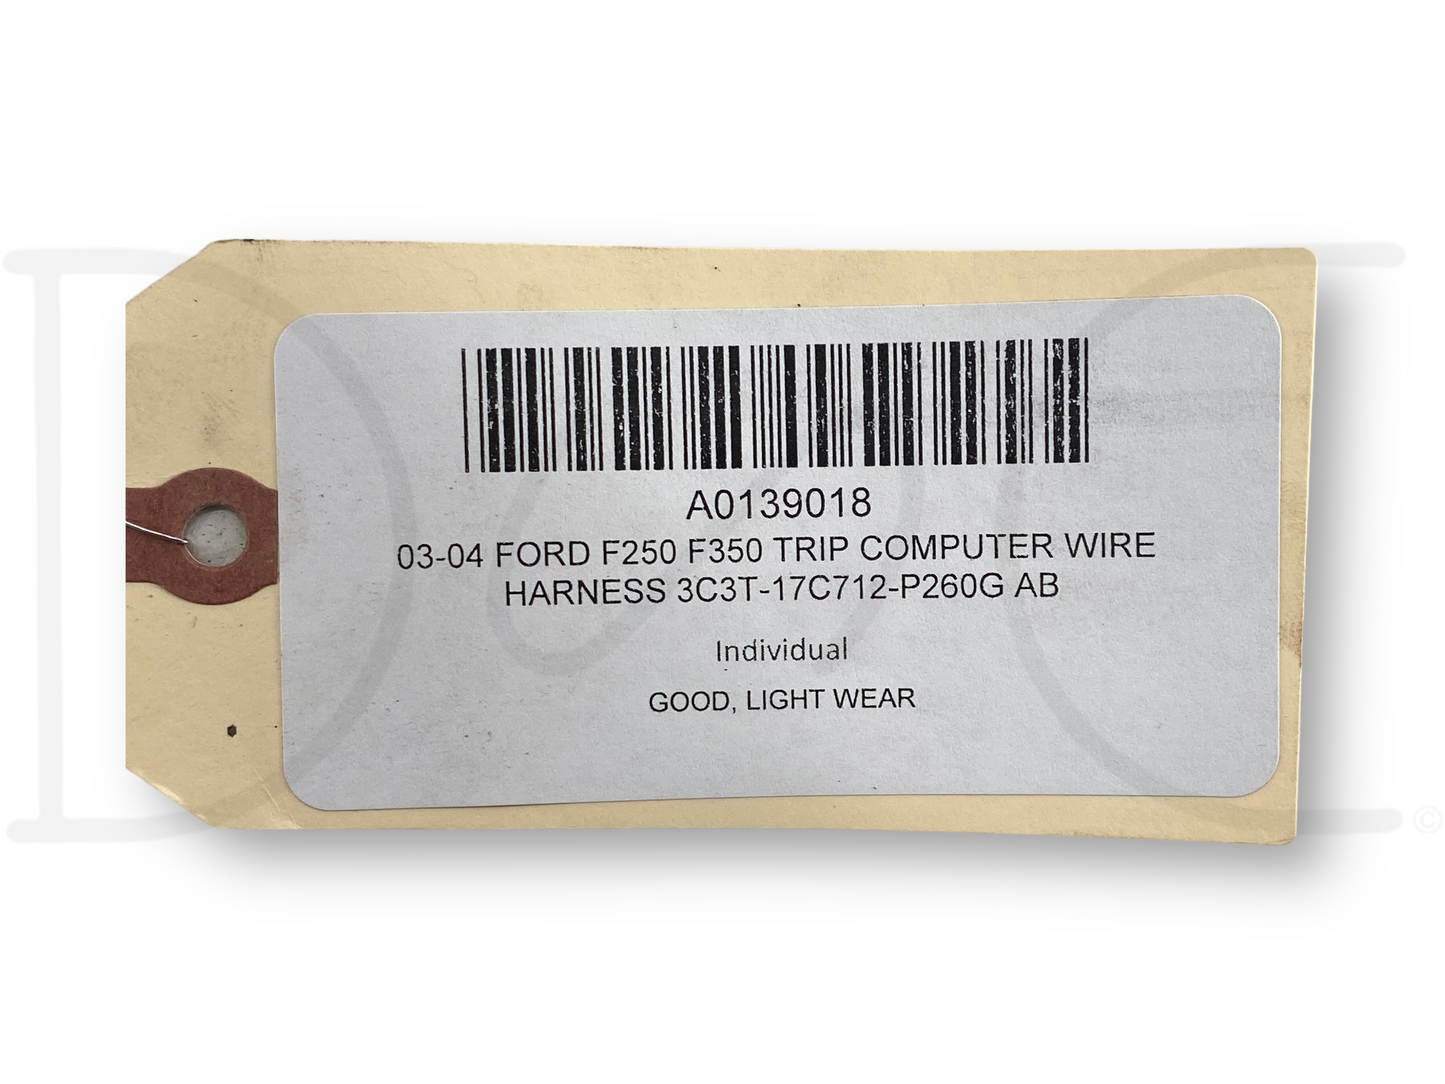 A0139018
03-04 FORD F250 F350 TRIP COMPUTER WIRE
HARNESS 3C3T-17C712-P260G AB
Individual
GOOD, LIGHT WEAR
©